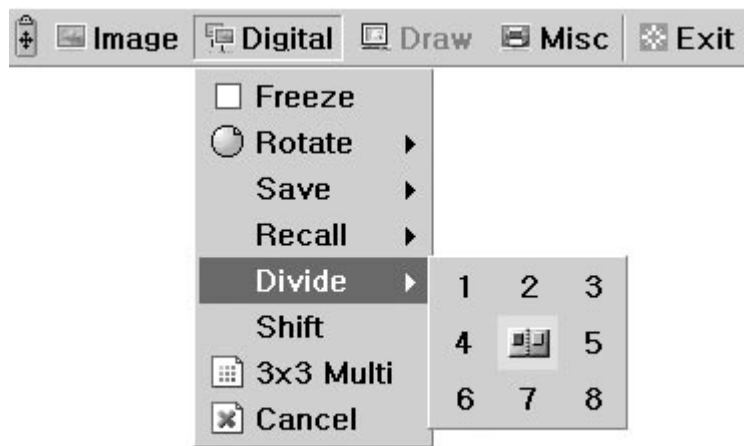 Image Digital Draw Misc Exit
Freeze
Rotate
Save
Recall
Divide
1 2 3
Shift
4 5
3x3 Multi
6 7 8
Cancel